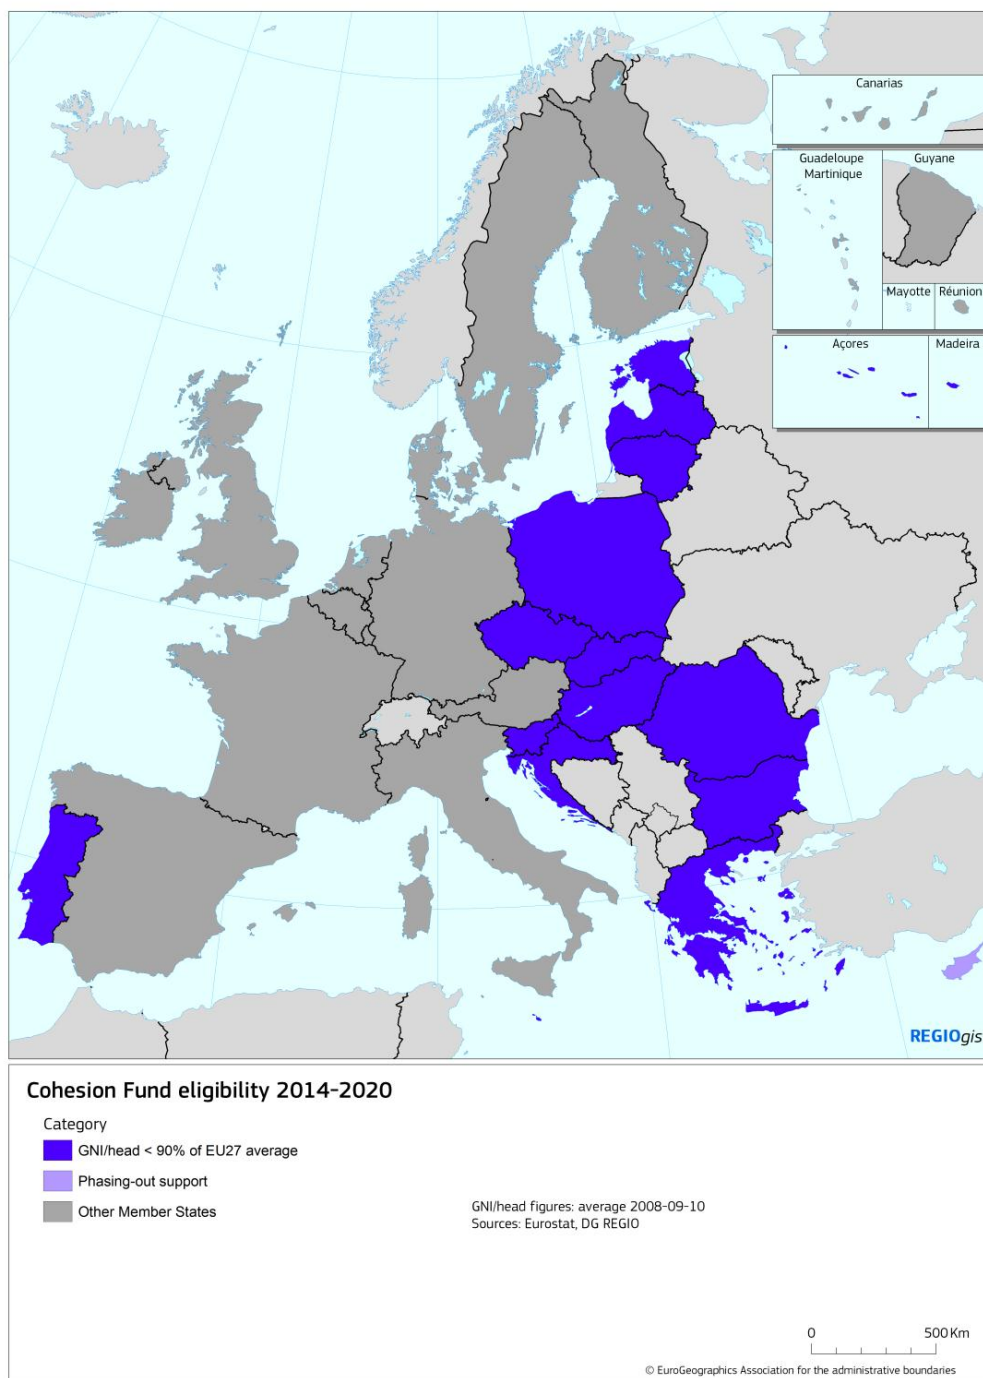 Canarias
Guadeloupe
Martinique
Guyane
Mayotte
Réunion
Açores
Madeira
REGIOgis
Cohesion Fund eligibility 2014-2020
Category
GNI/head < 90% of EU27 average
Phasing-out support
Other Member States
GNI/head figures: average 2008-09-10
Sources: Eurostat, DG REGIO
0 500 Km
© EuroGeographics Association for the administrative boundaries